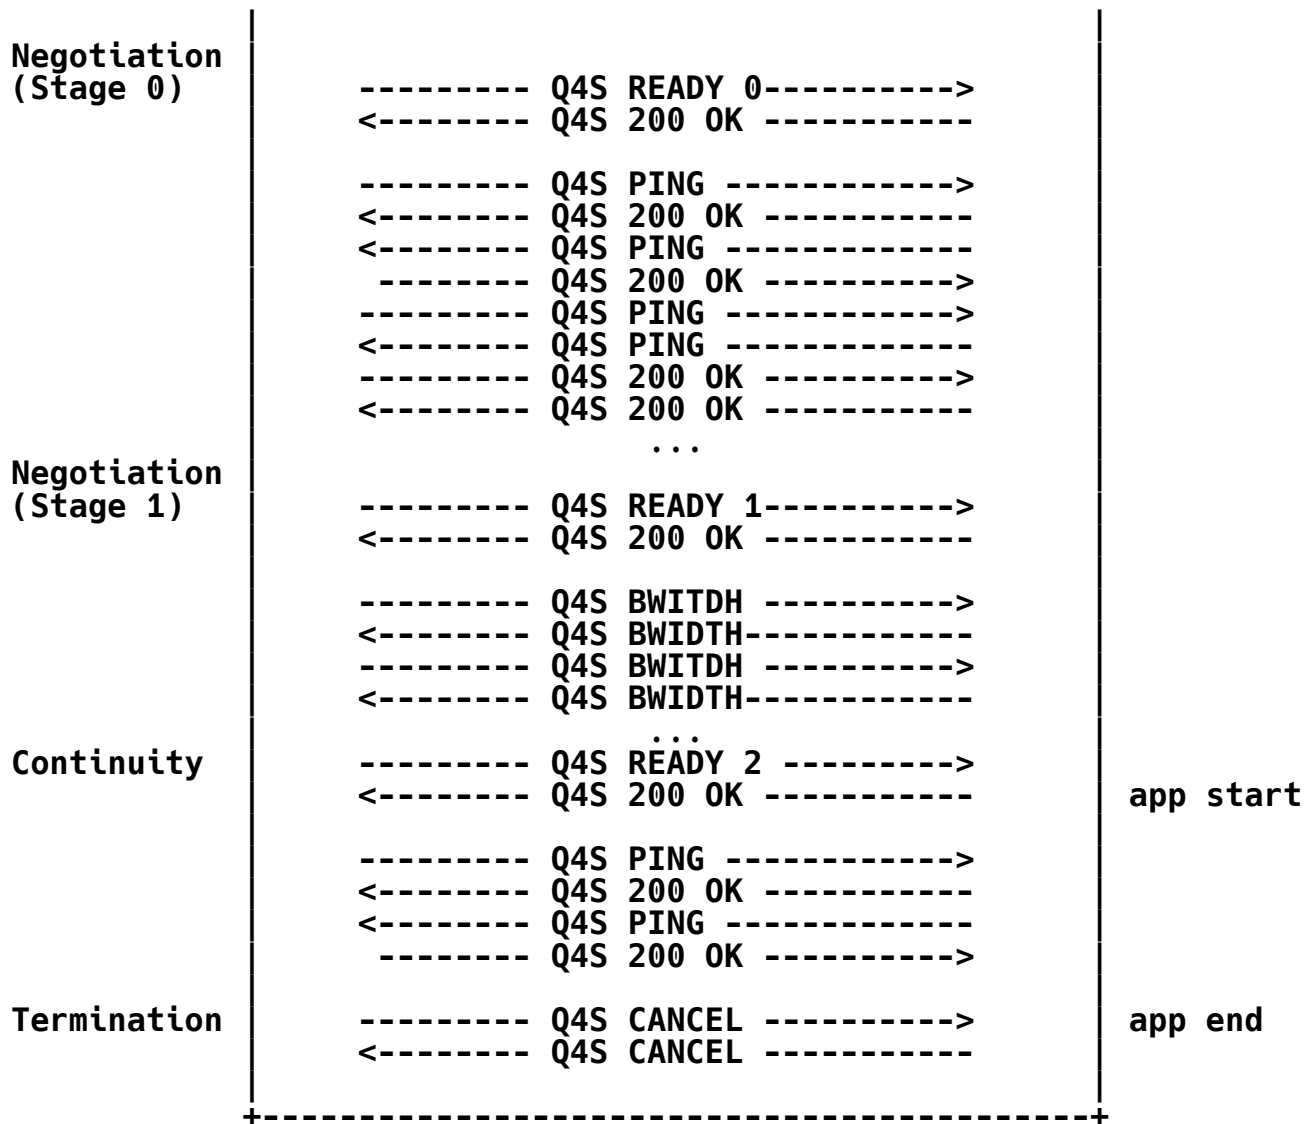 Negotiation
(Stage 0) --------- Q4S READY 0---------->
<-------- Q4S 200 OK -----------
--------- Q4S PING ------------>
<-------- Q4S 200 OK -----------
<-------- Q4S PING -------------
-------- Q4S 200 OK ---------->
--------- Q4S PING ------------>
<-------- Q4S PING -------------
--------- Q4S 200 OK ---------->
<-------- Q4S 200 OK -----------
...
Negotiation
(Stage 1) --------- Q4S READY 1---------->
<-------- Q4S 200 OK -----------
--------- Q4S BWITDH ---------->
<-------- Q4S BWIDTH------------
--------- Q4S BWITDH ---------->
<-------- Q4S BWIDTH------------
...
Continuity --------- Q4S READY 2 --------->
<-------- Q4S 200 OK ----------- app start
--------- Q4S PING ------------>
<-------- Q4S 200 OK -----------
<-------- Q4S PING -------------
-------- Q4S 200 OK ---------->
Termination --------- Q4S CANCEL ----------> app end
<-------- Q4S CANCEL -----------
+-------------------------------------------+